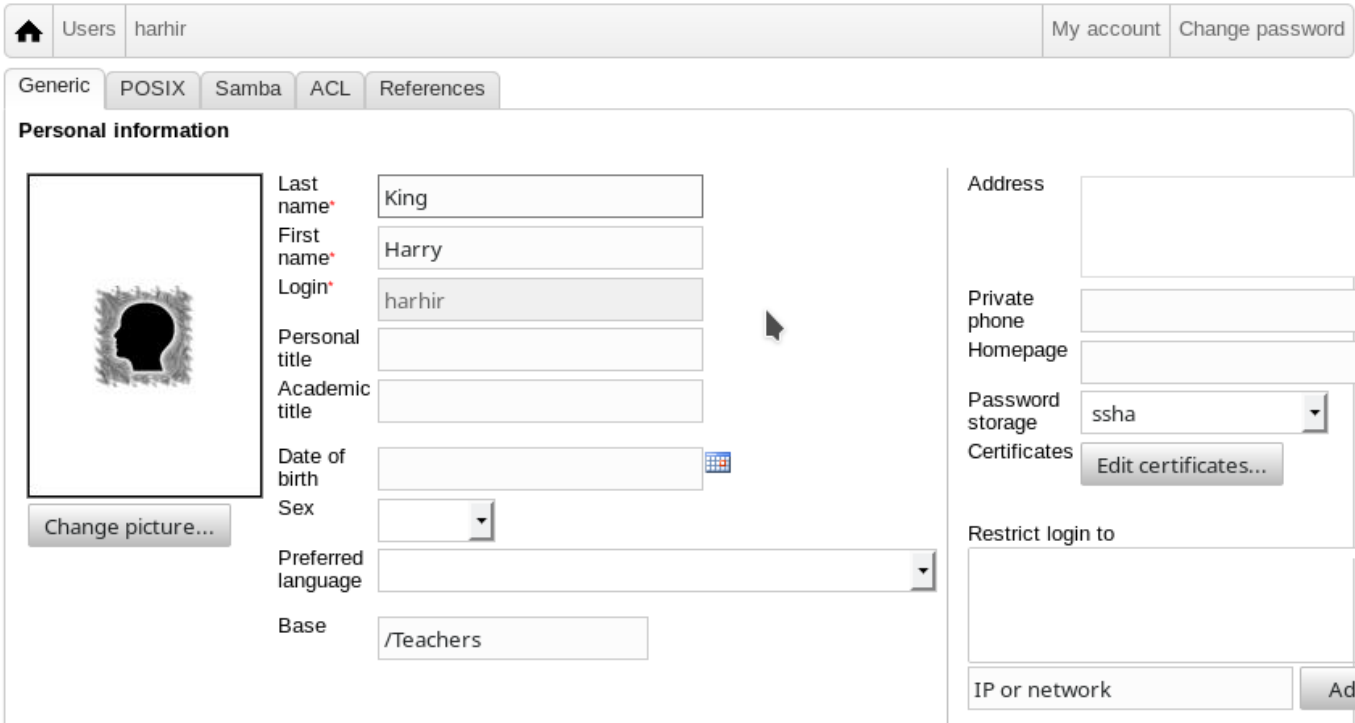 Users
harhir
My account
Change password
Generic
POSIX
Samba
ACL
References
Personal information
Change picture...
Last
name*
King
First
name*
Harry
Login*
harhir
Personal
title
Academic
title
Date of
birth
Sex
Preferred
language
Base
/Teachers
Address
Private
phone
Homepage
Password
storage
ssha
Certificates
Edit certificates...
Restrict login to
IP or network
Ad